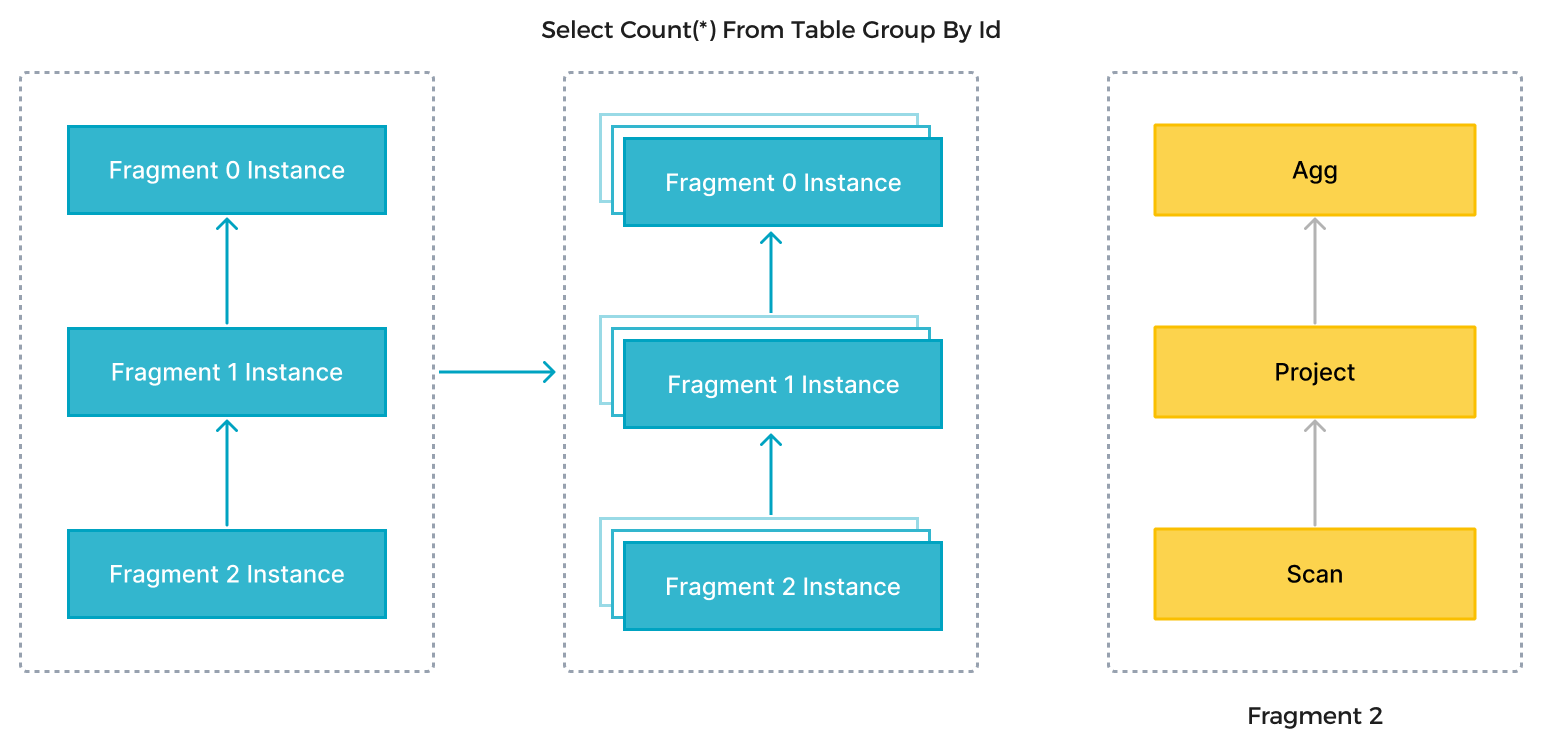 Select Count(*) From Table Group By Id
Fragment 0 Instance
Fragment 1 Instance
Fragment 2 Instance
Fragment 0 Instance
Fragment 1 Instance
Fragment 2 Instance
Agg
Project
Scan
Fragment 2